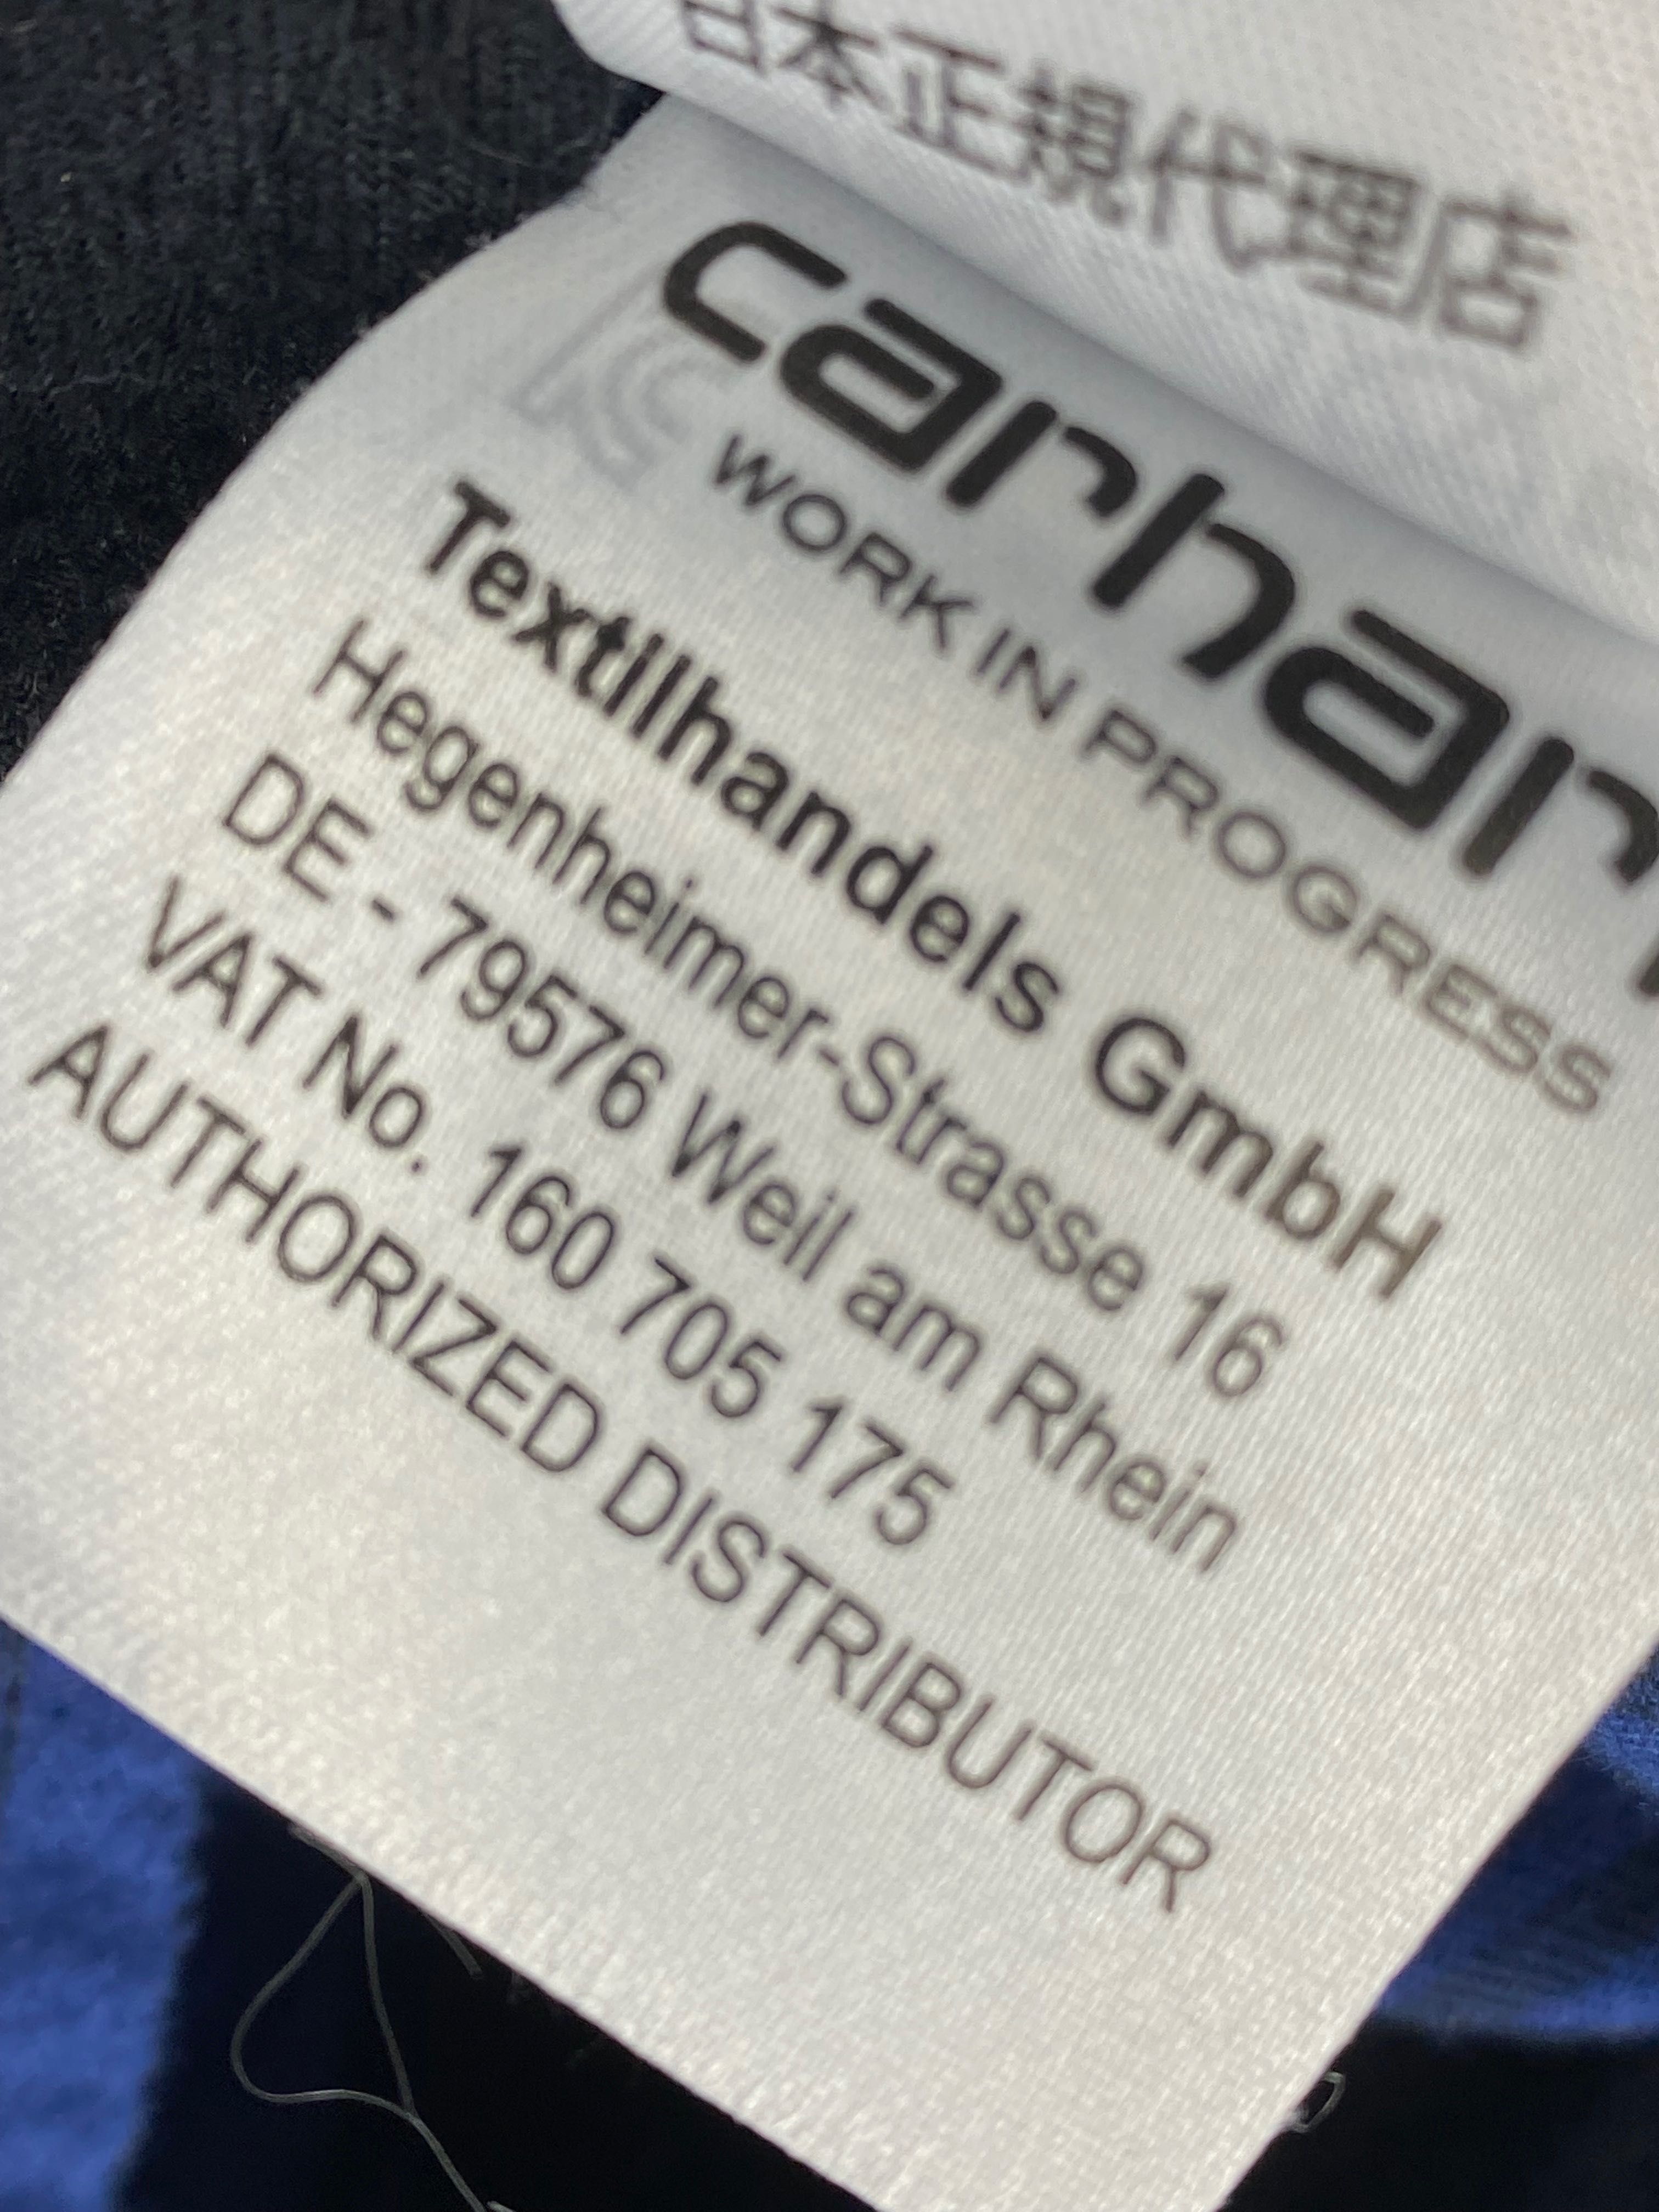 日本正規代理店
carhar
WORK IN PROGRESS
Textilhandels GmbH
Hegenheimer-Strasse 16
DE - 79576 Weil am Rhein
VAT No. 160 705 175
AUTHORIZED DISTRIBUTOR